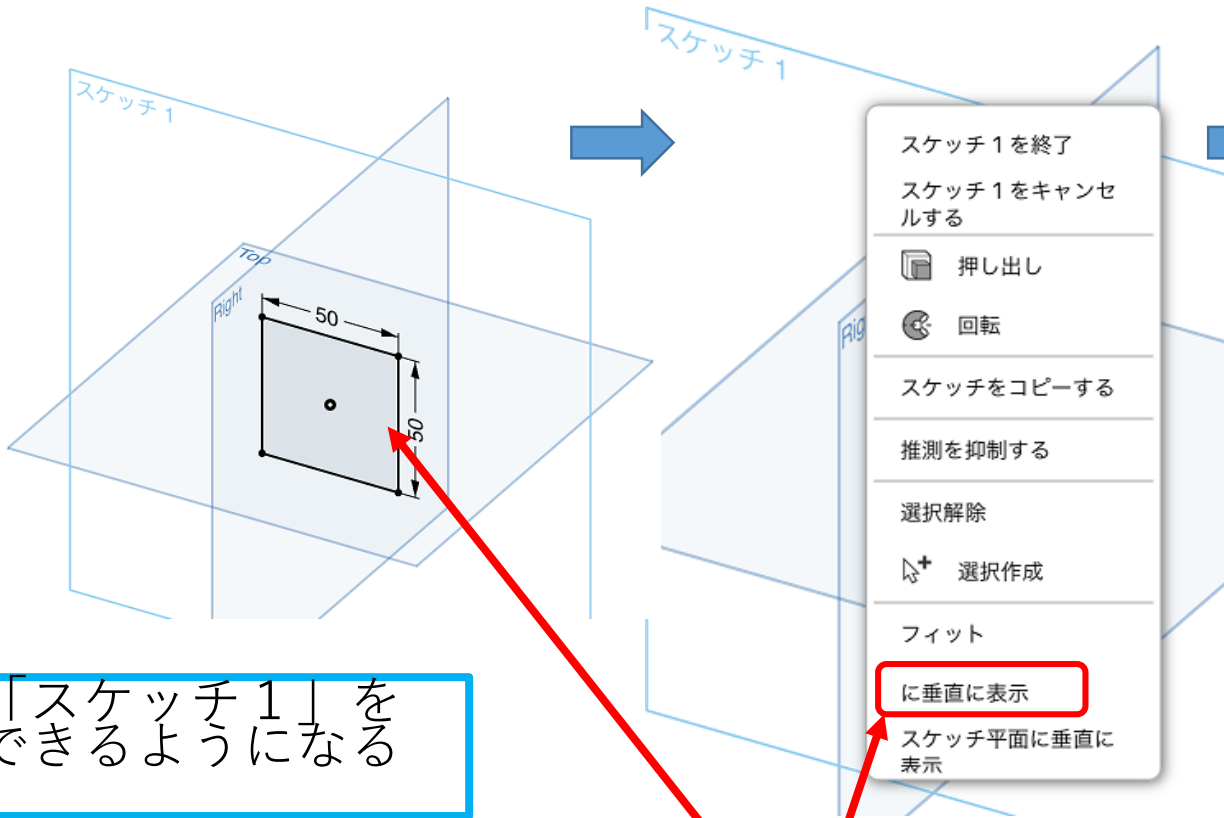 スケッチ 1
Top
Right
50
50
スケッチ 1
スケッチ 1 を終了
スケッチ 1 をキャンセ
ルする
押し出し
回転
スケッチをコピーする
推測を抑制する
選択解除
選択作成
フィット
に垂直に表示
スケッチ平面に垂直に
表示
「スケッチ1」を
できるようになる